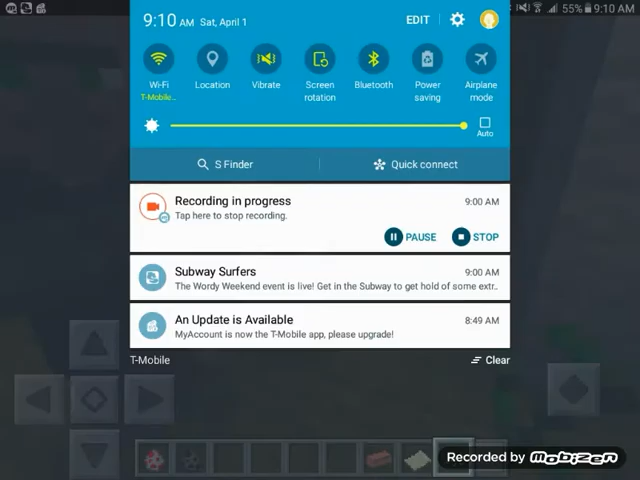 55% 9:10 AM
9:10 AM Sat, April 1
EDIT
Wi-Fi
T-Mobile..
Location
Vibrate
Screen
rotation
Bluetooth
Power
saving
Airplane
mode
Auto
S Finder
Quick connect
Recording in progress
9:00 AM
Tap here to stop recording.
PAUSE
STOP
Subway Surfers
9:00 AM
The Wordy Weekend event is live! Get in the Subway to get hold of some extr..
An Update is Available
8:49 AM
MyAccount is now the T-Mobile app, please upgrade!
T-Mobile
Clear
Recorded by Mobizen